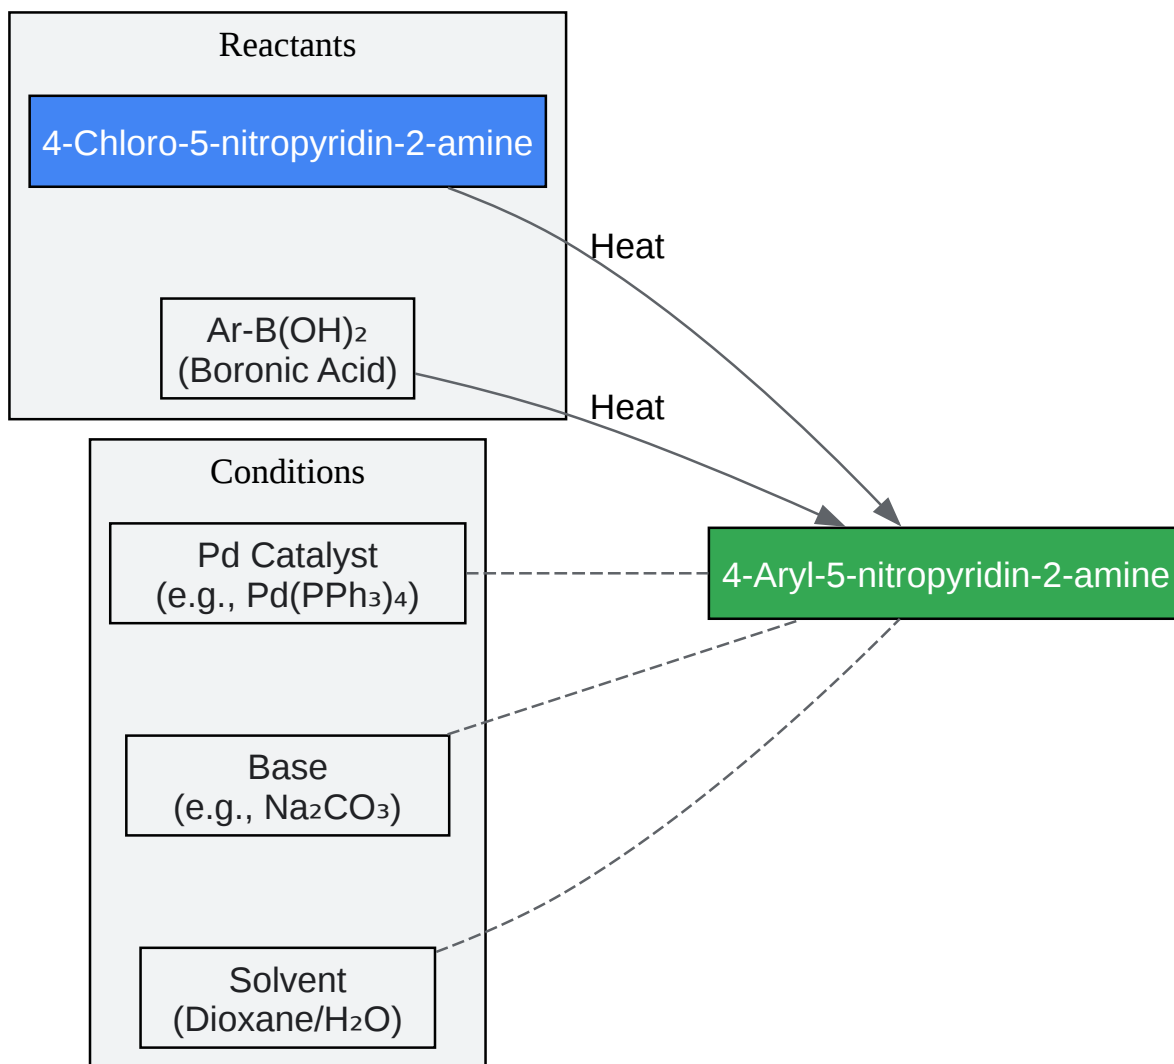 Reactants
4-Chloro-5-nitropyridin-2-amine
Heat
Ar-B(OH)₂
(Boronic Acid)
Heat
Conditions
Pd Catalyst
(e.g., Pd(PPh₃)₄)
4-Aryl-5-nitropyridin-2-amine
Base
(e.g., Na₂CO₃)
Solvent
(Dioxane/H₂O)